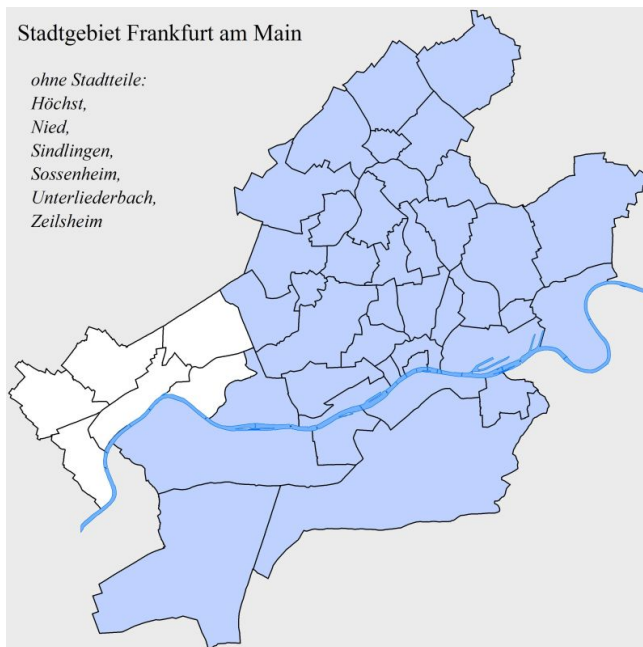 Stadtgebiet Frankfurt am Main
ohne Stadtteile:
Höchst,
Nied,
Sindlingen,
Sossenheim,
Unterliederbach,
Zeilsheim